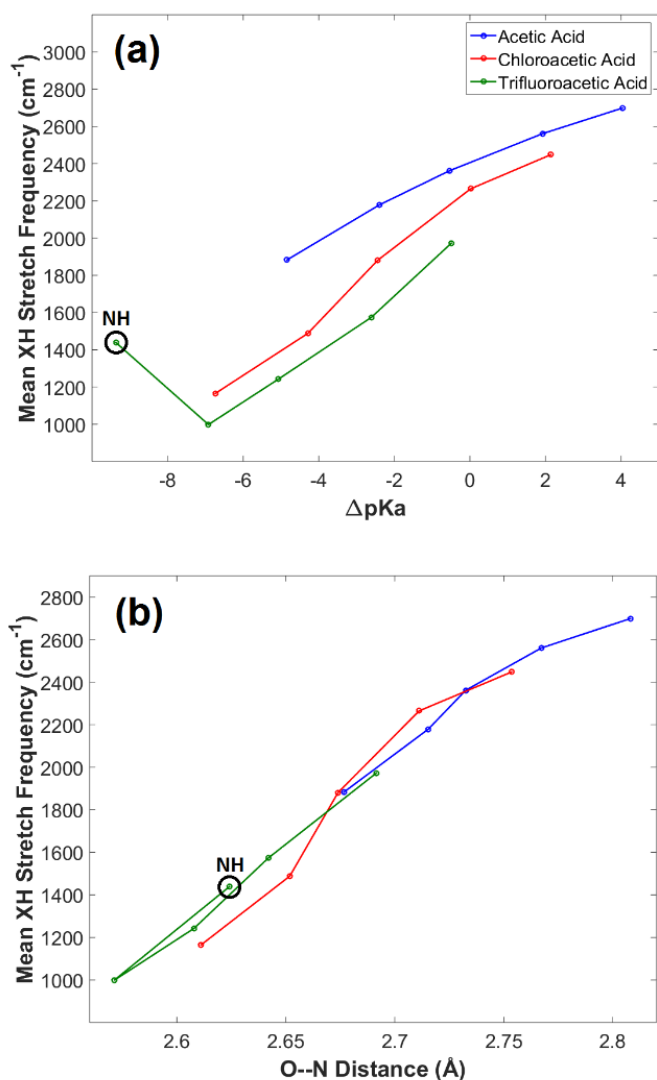 (a)
Acetic Acid
Chloroacetic Acid
Trifluoroacetic Acid
Mean XH Stretch Frequency (cm⁻¹)
3000
2800
2600
2400
2200
2000
1800
1600
1400
1200
1000
NH
-8 -6 -4 -2 0 2 4
ΔpKa
(b)
Mean XH Stretch Frequency (cm⁻¹)
2800
2600
2400
2200
2000
1800
1600
1400
1200
1000
NH
2.6 2.65 2.7 2.75 2.8
O--N Distance (Å)